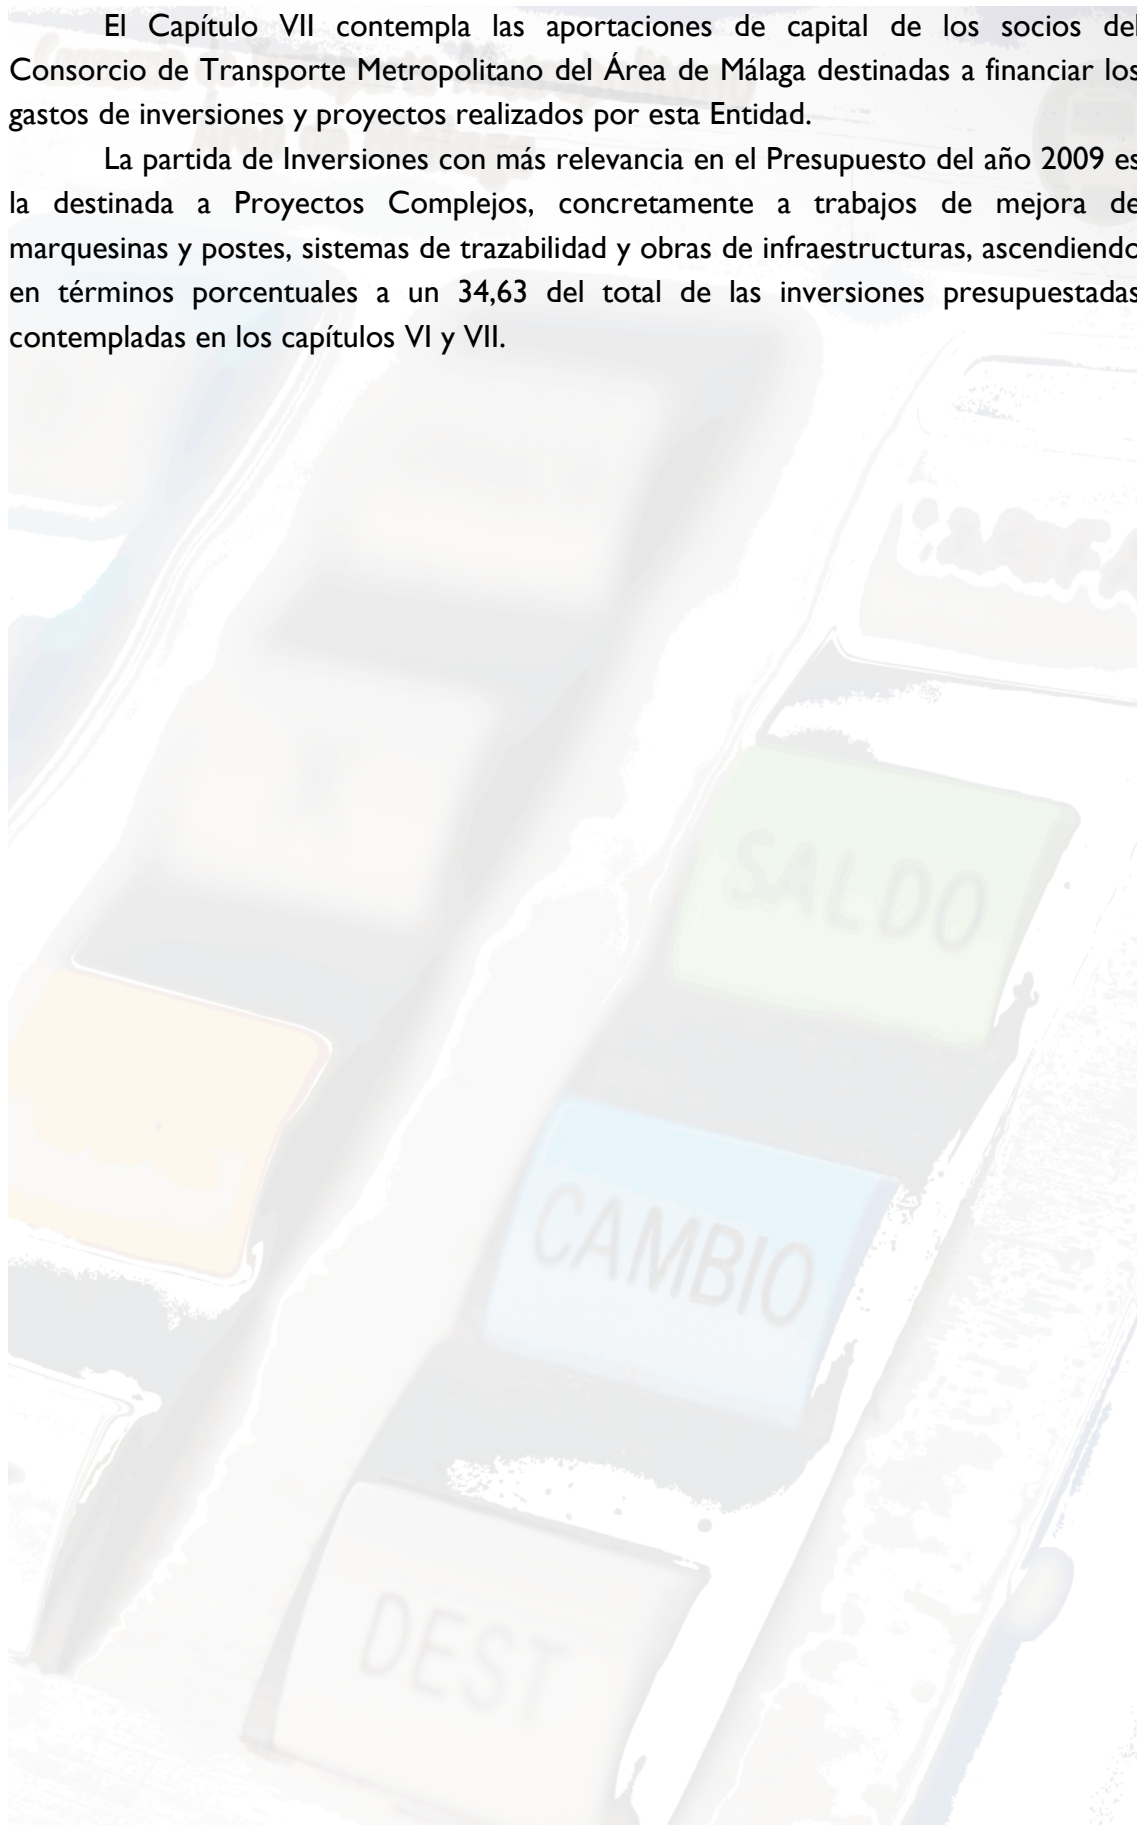 El Capítulo VII contempla las aportaciones de capital de los socios del
Consorcio de Transporte Metropolitano del Área de Málaga destinadas a financiar los
gastos de inversiones y proyectos realizados por esta Entidad.
La partida de Inversiones con más relevancia en el Presupuesto del año 2009 es
la destinada a Proyectos Complejos, concretamente a trabajos de mejora de
marquesinas y postes, sistemas de trazabilidad y obras de infraestructuras, ascendiendo
en términos porcentuales a un 34,63 del total de las inversiones presupuestadas
contempladas en los capítulos VI y VII.
SALDO
CAMBIO
DEST